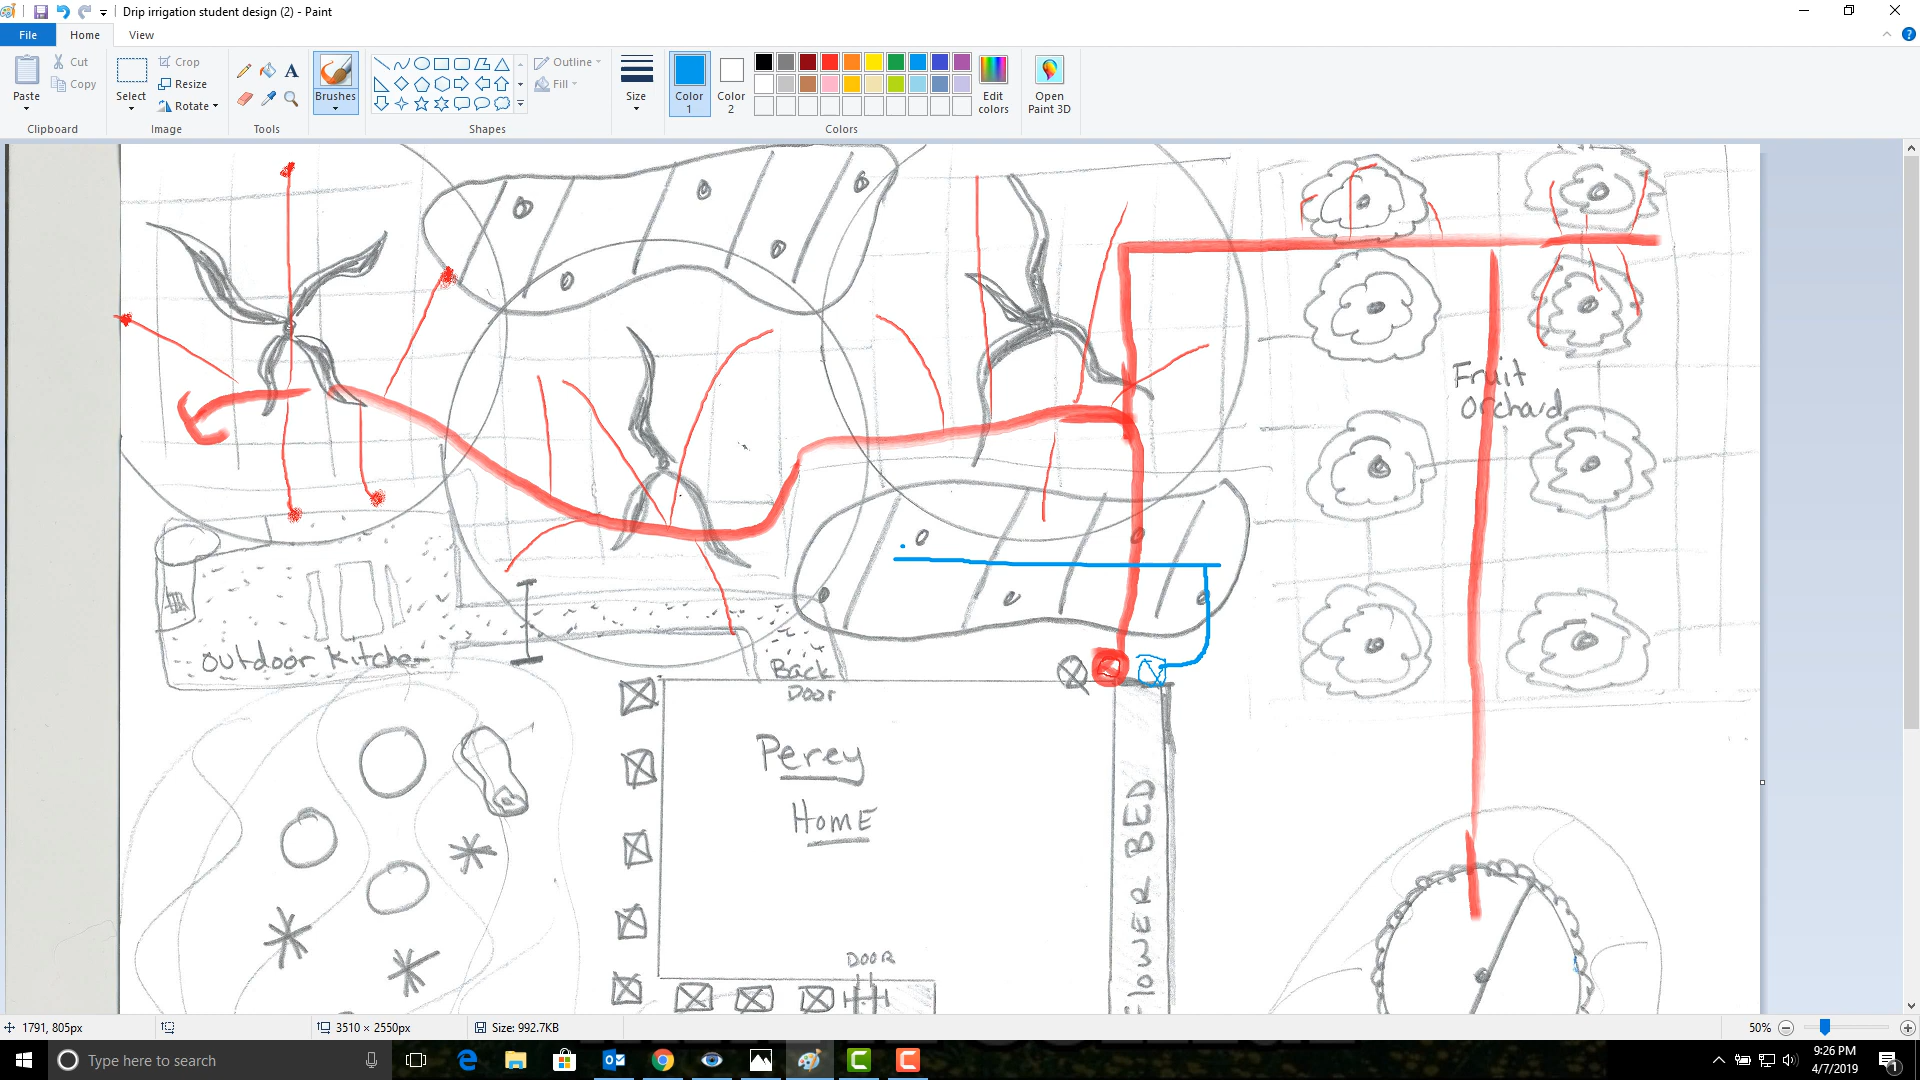 Drip irrigation student design (2) - Paint
File
Home
View
Paste
Cut
Copy
Clipboard
Select
Crop
Resize
Rotate
Image
A
Tools
Brushes
Outline
Fill
Shapes
Size
Color
1
Color
2
Edit
colors
Colors
Open
Paint 3D
Fruit
Orchard
Outdoor Kitchen
Back
Door
Percy
Home
DOOR
FLOWER BED
1791, 805px
3510 × 2550px
Size: 992.7KB
50%
Type here to search
9:26 PM
4/7/2019
1